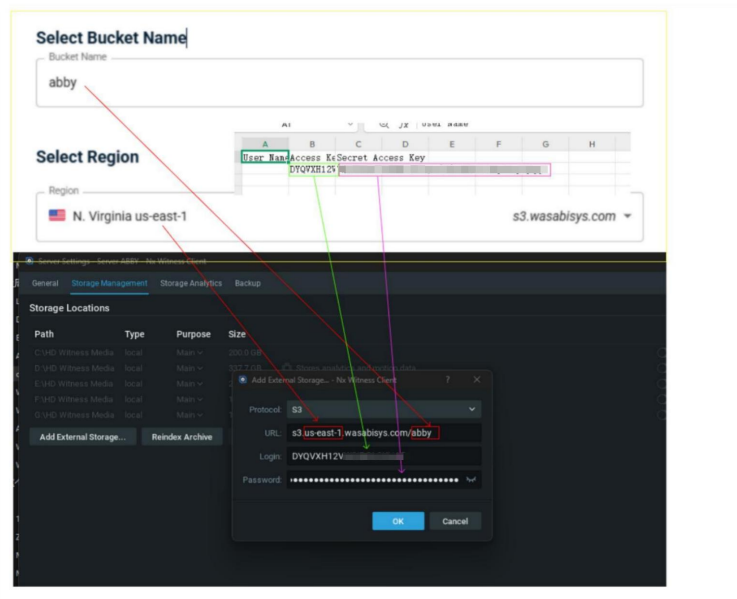 Select Bucket Name
Bucket Name
abby
A B C D E F G H
User Name Access Ke Secret Access Key
DYQVXH12V
Select Region
Region
N. Virginia us-east-1 s3.wasabisys.com
Server Settings - Server ABBY - Nx Witness Client
General Storage Management Storage Analytics Backup
Storage Locations
Path Type Purpose Size
C:\HD Witness Media local Main 200.0 GB
D:\HD Witness Media local Main
E:\HD Witness Media local Main
F:\HD Witness Media local Main
G:\HD Witness Media local Main
Add External Storage... Reindex Archive
Add External Storage... - Nx Witness Client ? ×
Protocol: S3
URL: s3.us-east-1.wasabisys.com/abby
Login: DYQVXH12V
Password: ••••••••••••••••••••••••••••••••••
OK Cancel